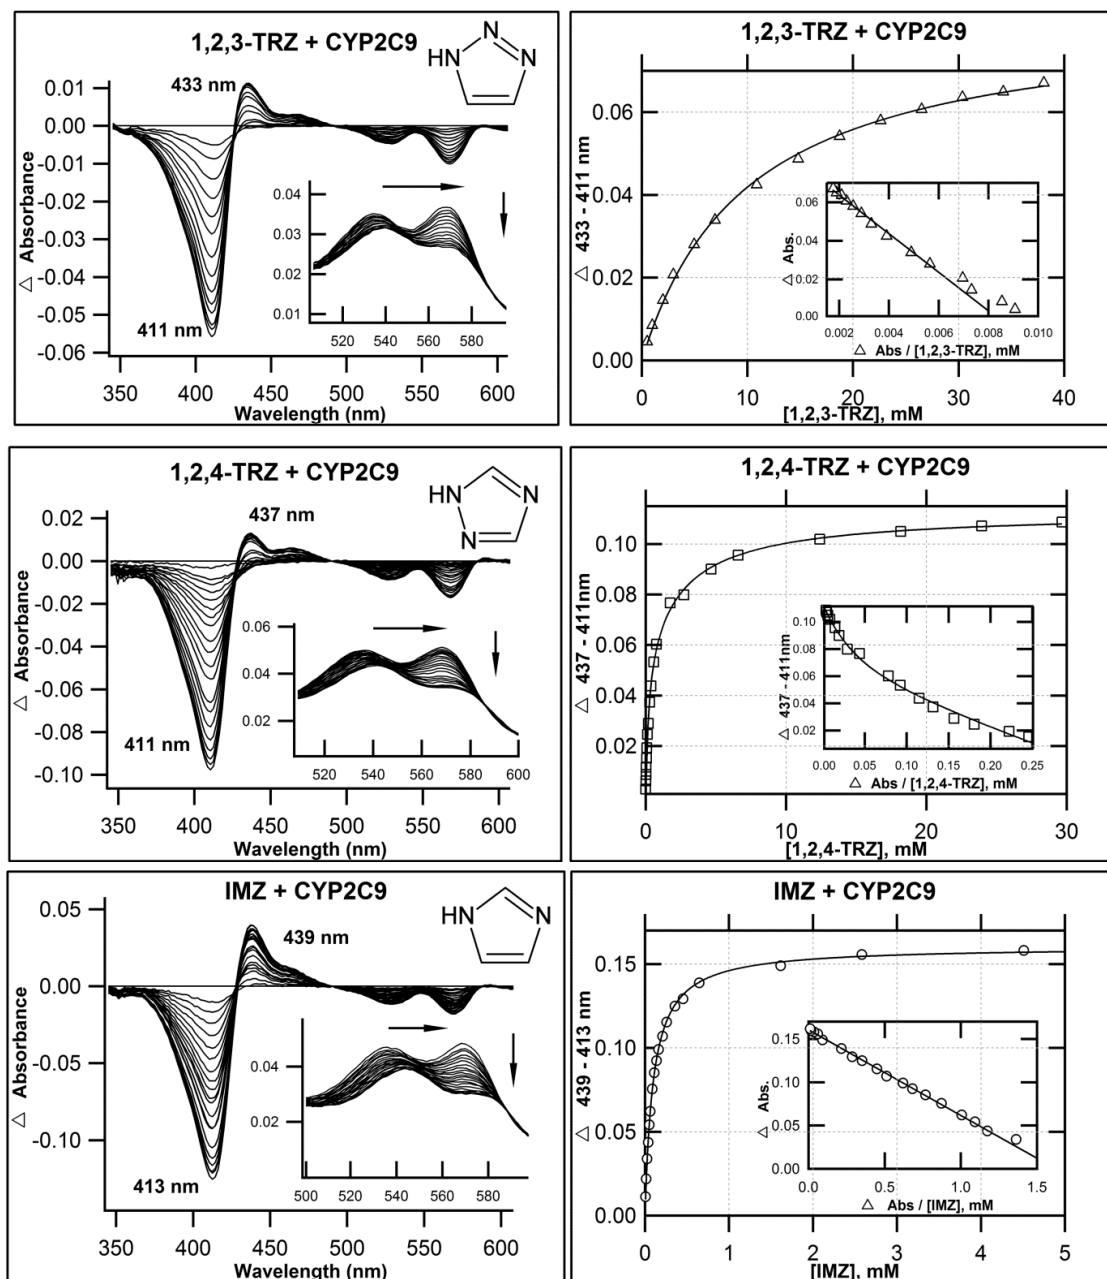 1,2,3-TRZ + CYP2C9
HN N N
433 nm
0.01
0.00
-0.01
-0.02
-0.03
-0.04
-0.05
-0.06
△ Absorbance
411 nm
0.04
0.03
0.02
0.01
520 540 560 580
350 400 450 500 550 600
Wavelength (nm)
1,2,3-TRZ + CYP2C9
△ 433 - 411 nm
0.06
0.04
0.02
0.00
△ Abs.
0.06
0.04
0.02
0.00
0.002 0.004 0.006 0.008 0.010
△ Abs / [1,2,3-TRZ], mM
0 10 20 30 40
[1,2,3-TRZ], mM
1,2,4-TRZ + CYP2C9
HN N N
437 nm
0.02
0.00
-0.02
-0.04
-0.06
-0.08
-0.10
△ Absorbance
411 nm
0.06
0.04
0.02
520 540 560 580 600
350 400 450 500 550 600
Wavelength (nm)
1,2,4-TRZ + CYP2C9
△ 437 - 411nm
0.10
0.08
0.06
0.04
0.02
△ 437 - 411nm
0.10
0.08
0.06
0.04
0.02
0.00 0.05 0.10 0.15 0.20 0.25
△ Abs / [1,2,4-TRZ], mM
0 10 20 30
[1,2,4-TRZ], mM
IMZ + CYP2C9
HN N
439 nm
0.05
0.00
-0.05
-0.10
△ Absorbance
413 nm
0.04
0.02
500 520 540 560 580
350 400 450 500 550 600
Wavelength (nm)
IMZ + CYP2C9
△ 439 - 413 nm
0.15
0.10
0.05
0.00
△ Abs.
0.15
0.10
0.05
0.00
0.0 0.5 1.0 1.5
△ Abs / [IMZ], mM
0 1 2 3 4 5
[IMZ], mM